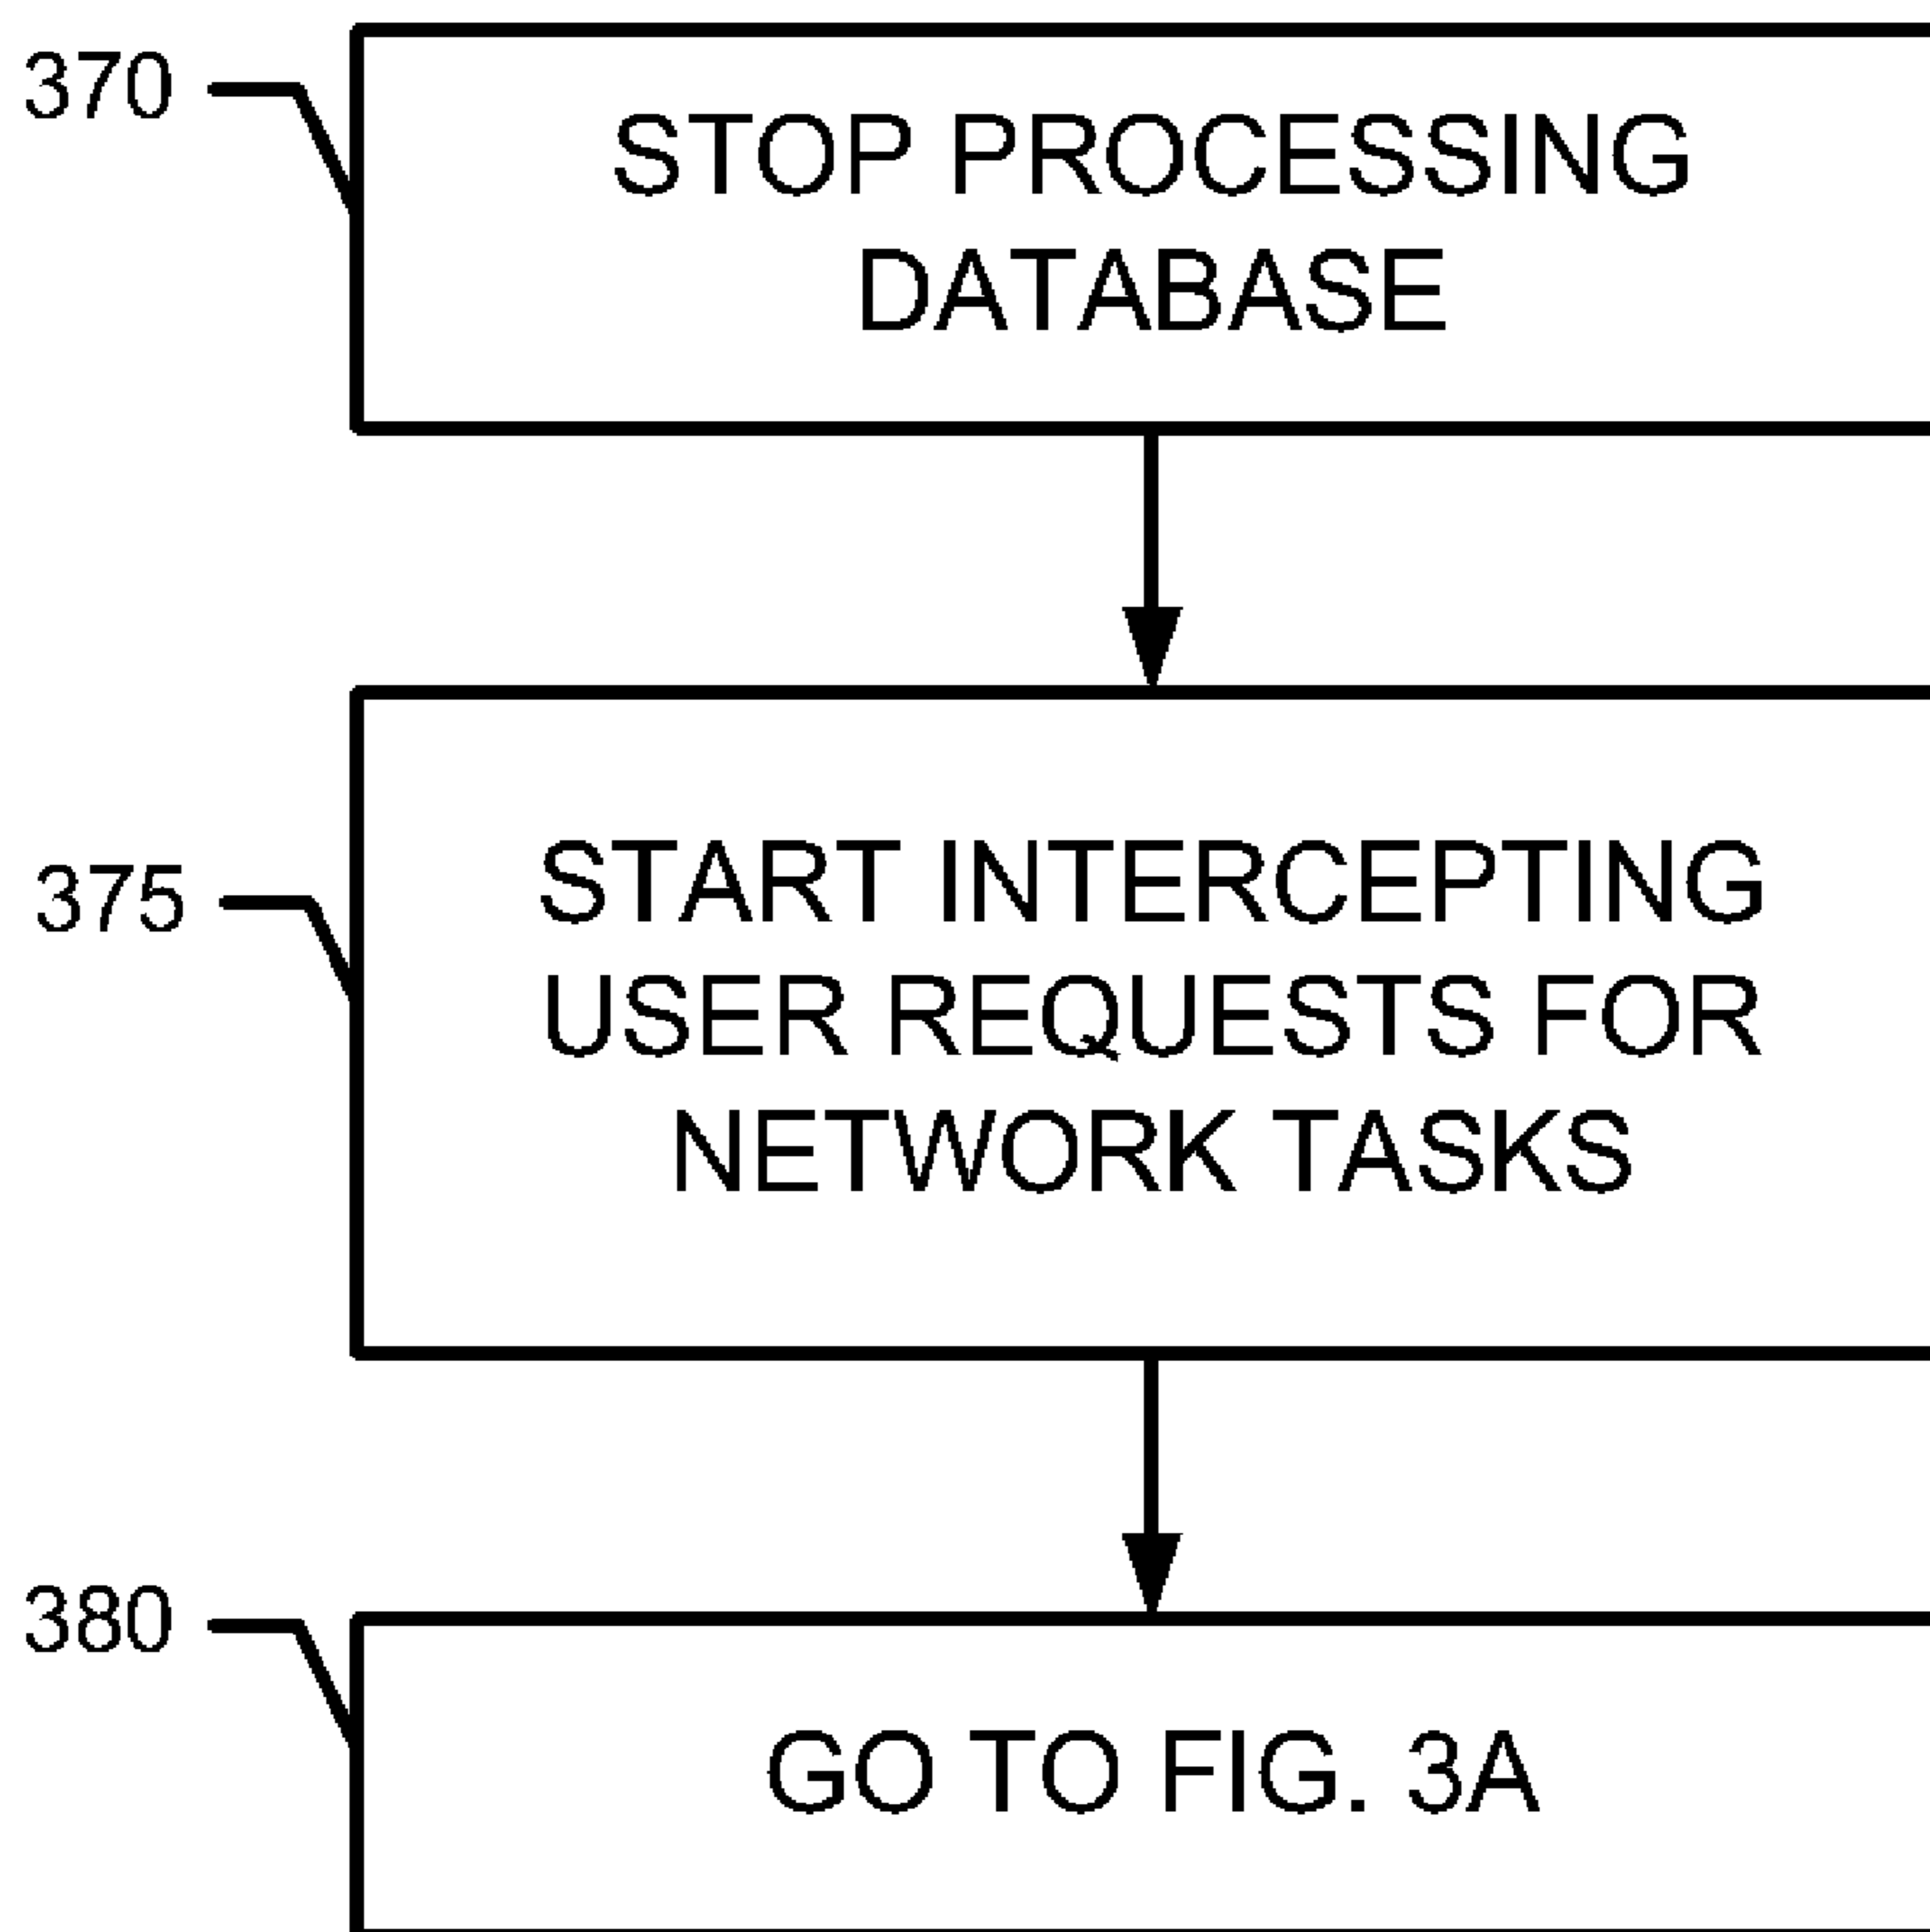 370
STOP PROCESSING
DATABASE
375
START INTERCEPTING
USER REQUESTS FOR
NETWORK TASKS
380
GO TO FIG. 3A